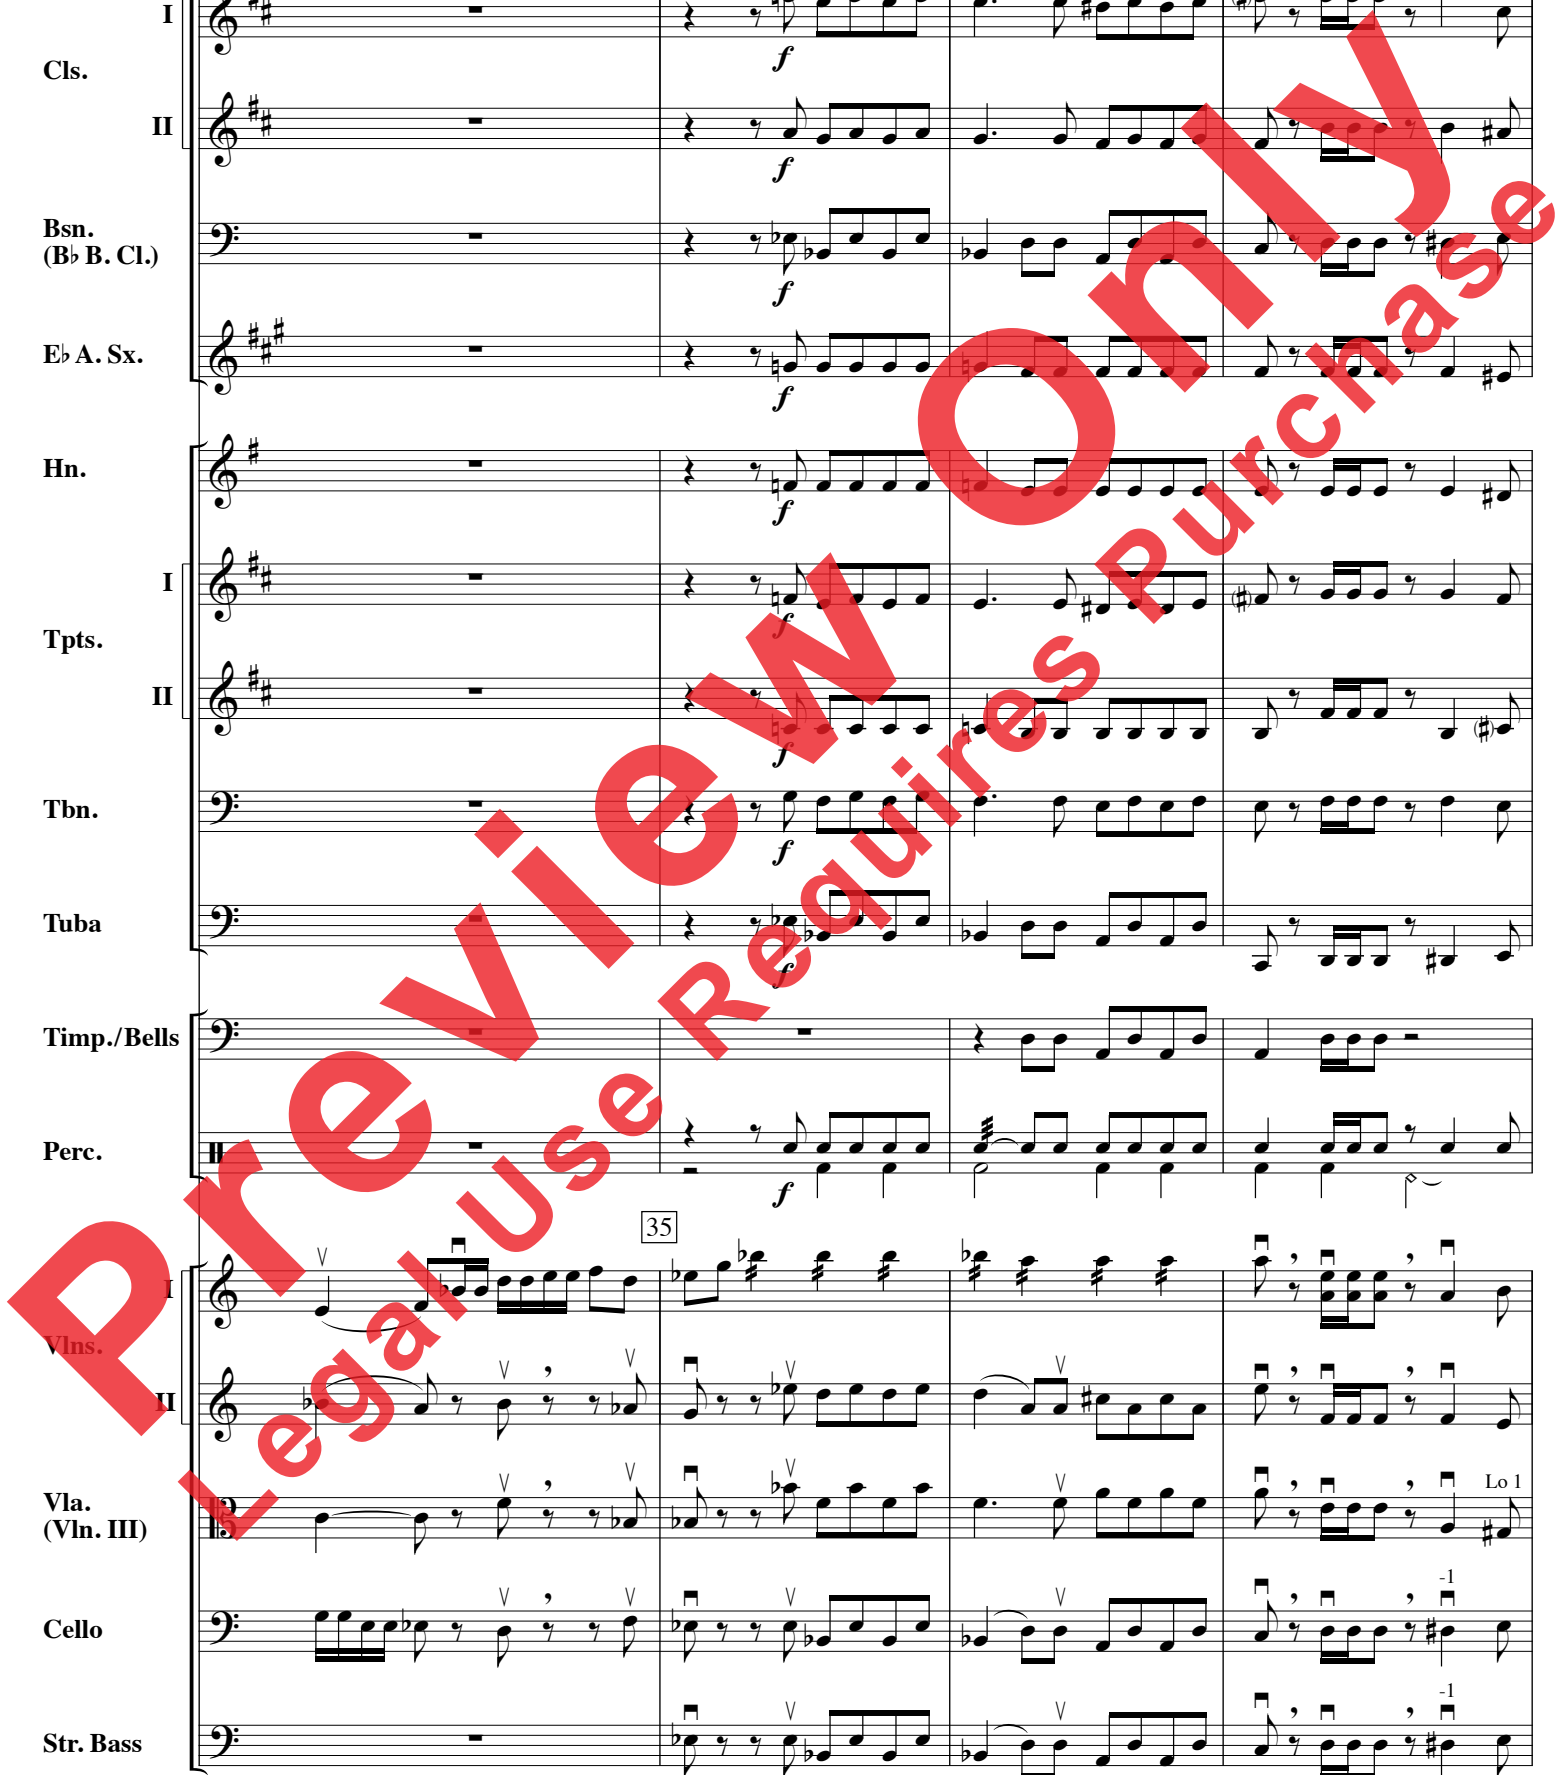 I
Cls.
f
II
f
Bsn.
(B♭ B. Cl.)
f
E♭ A. Sx.
f
Hn.
f
I
f
Tpts.
II
f
Tbn.
f
Tuba
f
Timp./Bells
Perc.
f
35
I
Vlns.
II
Vla.
(Vln. III)
Lo 1
Cello
-1
Str. Bass
-1
Preview Only
Legal Use Requires Purchase